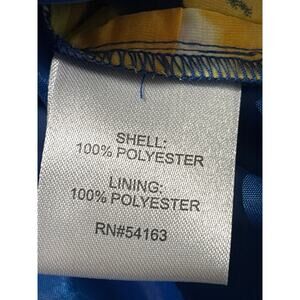 SHELL:
100% POLYESTER
LINING:
100% POLYESTER
RN#54163